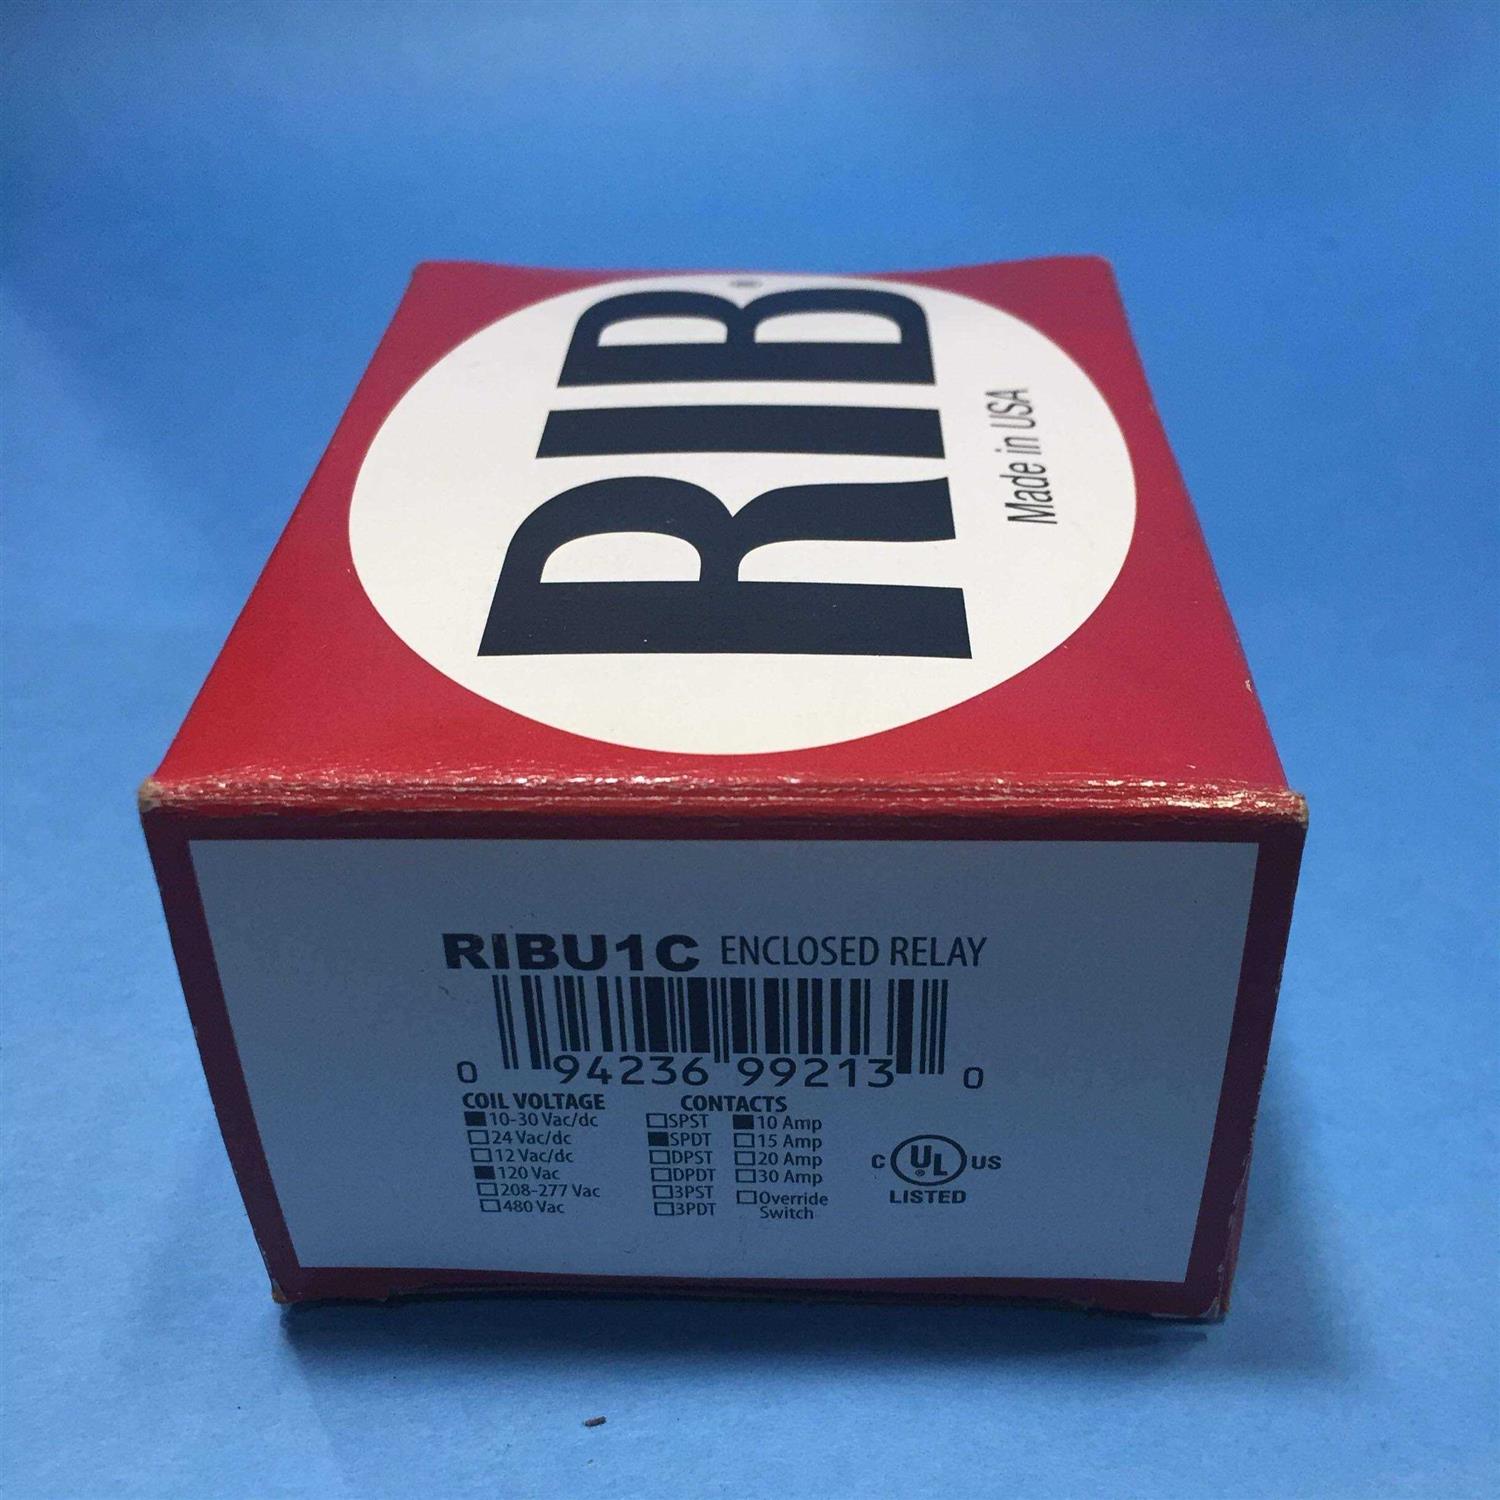 RIB
Made in USA
RIBU1C ENCLOSED RELAY
0 94236 99213 0
COIL VOLTAGE
10-30 Vac/dc
24 Vac/dc
12 Vac/dc
120 Vac
208-277 Vac
480 Vac
CONTACTS
SPST
SPDT
DPST
DPDT
3PST
3PDT
10 Amp
15 Amp
20 Amp
30 Amp
Override
Switch
C UL® US
LISTED